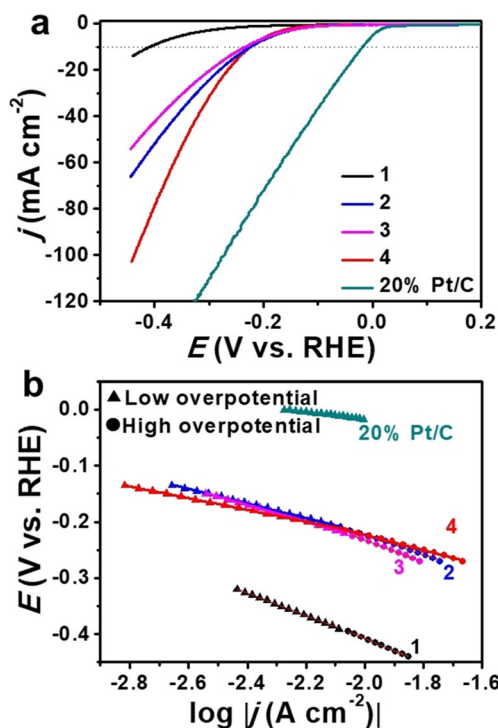 a
0
-20
-40
-60
-80
-100
-120
j (mA cm⁻²)
1
2
3
4
20% Pt/C
-0.4 -0.2 0.0 0.2
E (V vs. RHE)
b
Low overpotential
High overpotential
20% Pt/C
0.0
-0.1
-0.2
-0.3
-0.4
E (V vs. RHE)
4
3
2
1
-2.8 -2.6 -2.4 -2.2 -2.0 -1.8 -1.6
log |j (A cm⁻²)|